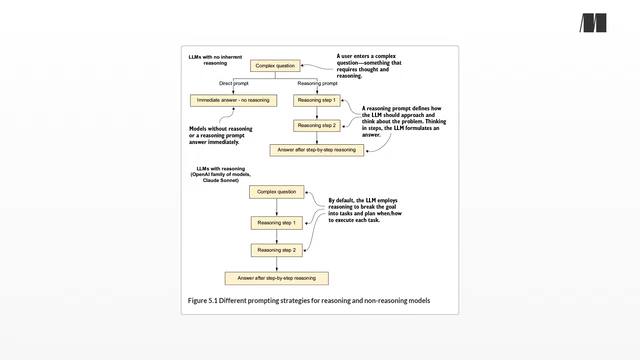 LLMs with no inherent
reasoning
Complex question
A user enters a complex
question—something that
requires thought and
reasoning.
Direct prompt
Reasoning prompt
Immediate answer - no reasoning
Reasoning step 1
Reasoning step 2
Answer after step-by-step reasoning
Models without reasoning
or a reasoning prompt
answer immediately.
A reasoning prompt defines how
the LLM should approach and
think about the problem. Thinking
in steps, the LLM formulates an
answer.
LLMs with reasoning
(OpenAI family of models,
Claude Sonnet)
Complex question
Reasoning step 1
Reasoning step 2
Answer after step-by-step reasoning
By default, the LLM employs
reasoning to break the goal
into tasks and plan when/how
to execute each task.
Figure 5.1 Different prompting strategies for reasoning and non-reasoning models